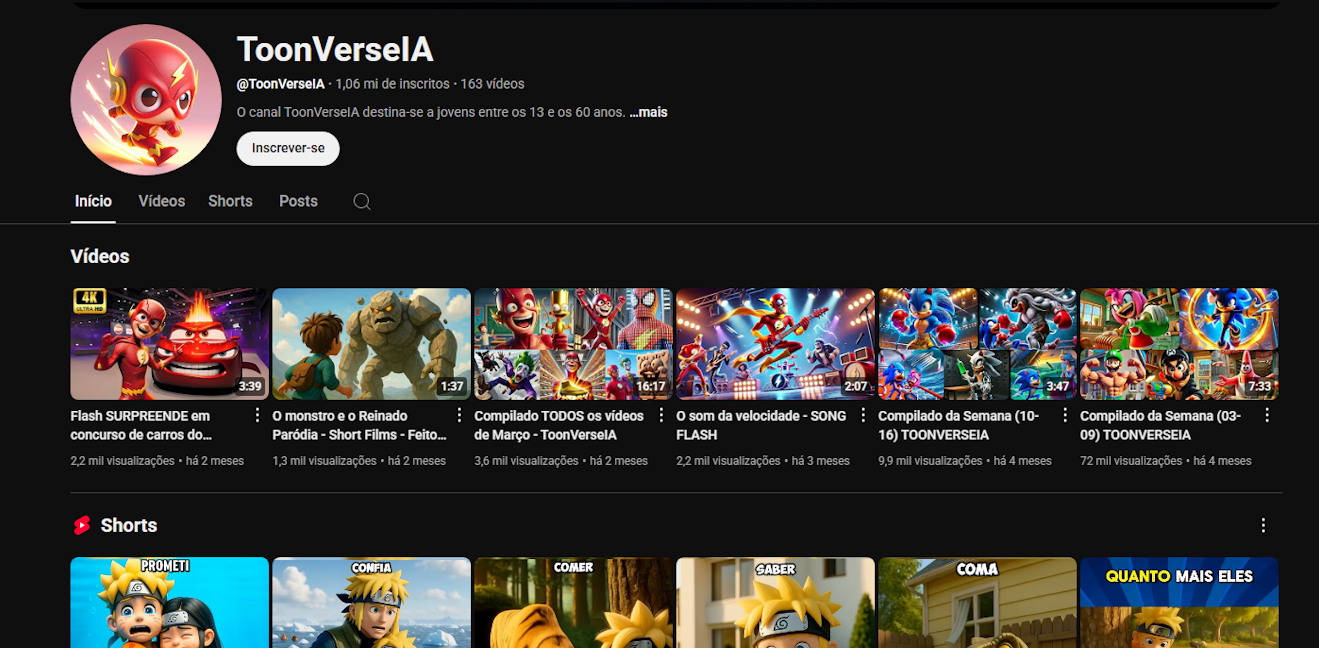 ToonVerseIA
@ToonVerseIA · 1,06 mi de inscritos · 163 vídeos
O canal ToonVerseIA destina-se a jovens entre os 13 e os 60 anos. ...mais
Inscrever-se
Início Vídeos Shorts Posts
Vídeos
4K
ULTRA HD
3:39
1:37
16:17
2:07
3:47
7:33
Flash SURPREENDE em
concurso de carros do...
2,2 mil visualizações • há 2 meses
O monstro e o Reinado
Paródia - Short Films - Feito...
1,3 mil visualizações • há 2 meses
Compilado TODOS os vídeos
de Março - ToonVerseIA
3,6 mil visualizações • há 2 meses
O som da velocidade - SONG
FLASH
2,2 mil visualizações • há 3 meses
Compilado da Semana (10-
16) TOONVERSEIA
9,9 mil visualizações • há 4 meses
Compilado da Semana (03-
09) TOONVERSEIA
72 mil visualizações • há 4 meses
Shorts
PROMETI
CONFIA
COMER
SABER
COMA
QUANTO MAIS ELES